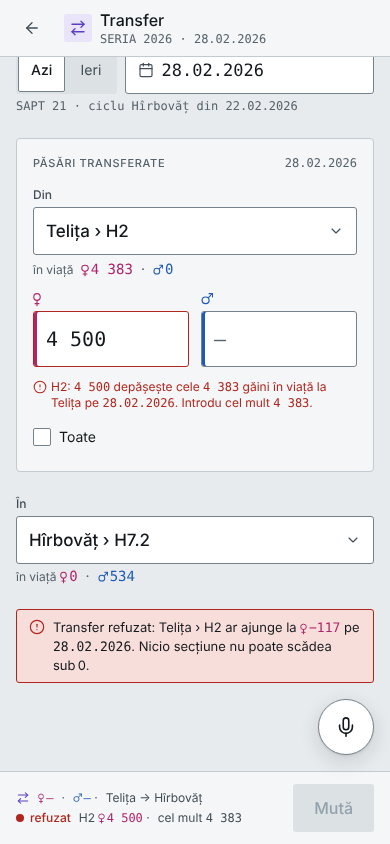 Transfer
SERIA 2026 · 28.02.2026
Azi
Ieri
28.02.2026
SAPT 21 · ciclu Hîrbovăț din 22.02.2026
PĂSĂRI TRANSFERATE
28.02.2026
Din
Telița › H2
în viață ♀4 383 · ♂0
♀
♂
4 500
—
H2: 4 500 depășește cele 4 383 găini în viață la
Telița pe 28.02.2026. Introdu cel mult 4 383.
Toate
În
Hîrbovăț › H7.2
în viață ♀0 · ♂534
Transfer refuzat: Telița › H2 ar ajunge la ♀−117 pe
28.02.2026. Nicio secțiune nu poate scădea
sub 0.
⇄ ♀— · ♂— · Telița → Hîrbovăț
refuzat H2 ♀4 500 · cel mult 4 383
Mută